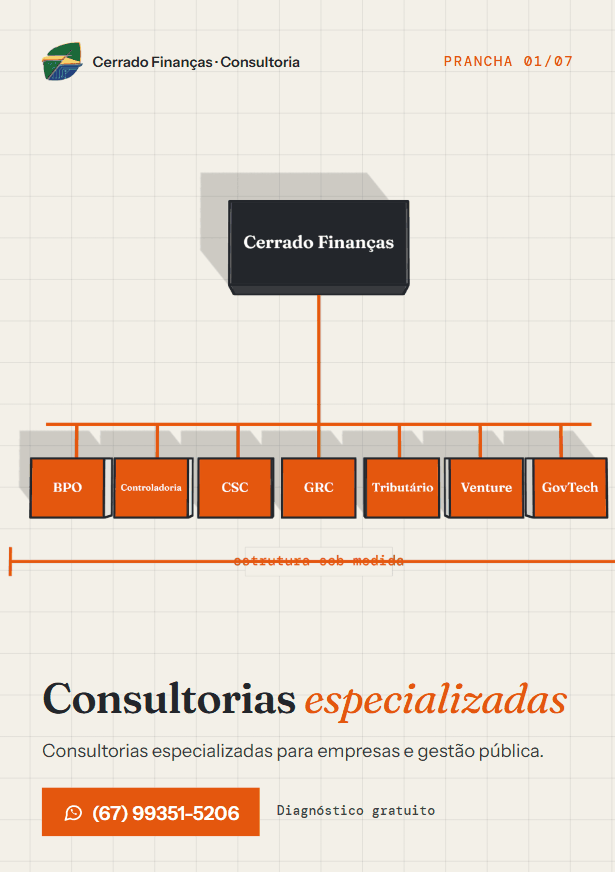 Cerrado Finanças · Consultoria
PRANCHA 01/07
Cerrado Finanças
BPO
Controladoria
CSC
GRC
Tributário
Venture
GovTech
estrutura sob medida
Consultorias especializadas
Consultorias especializadas para empresas e gestão pública.
(67) 99351-5206
Diagnóstico gratuito